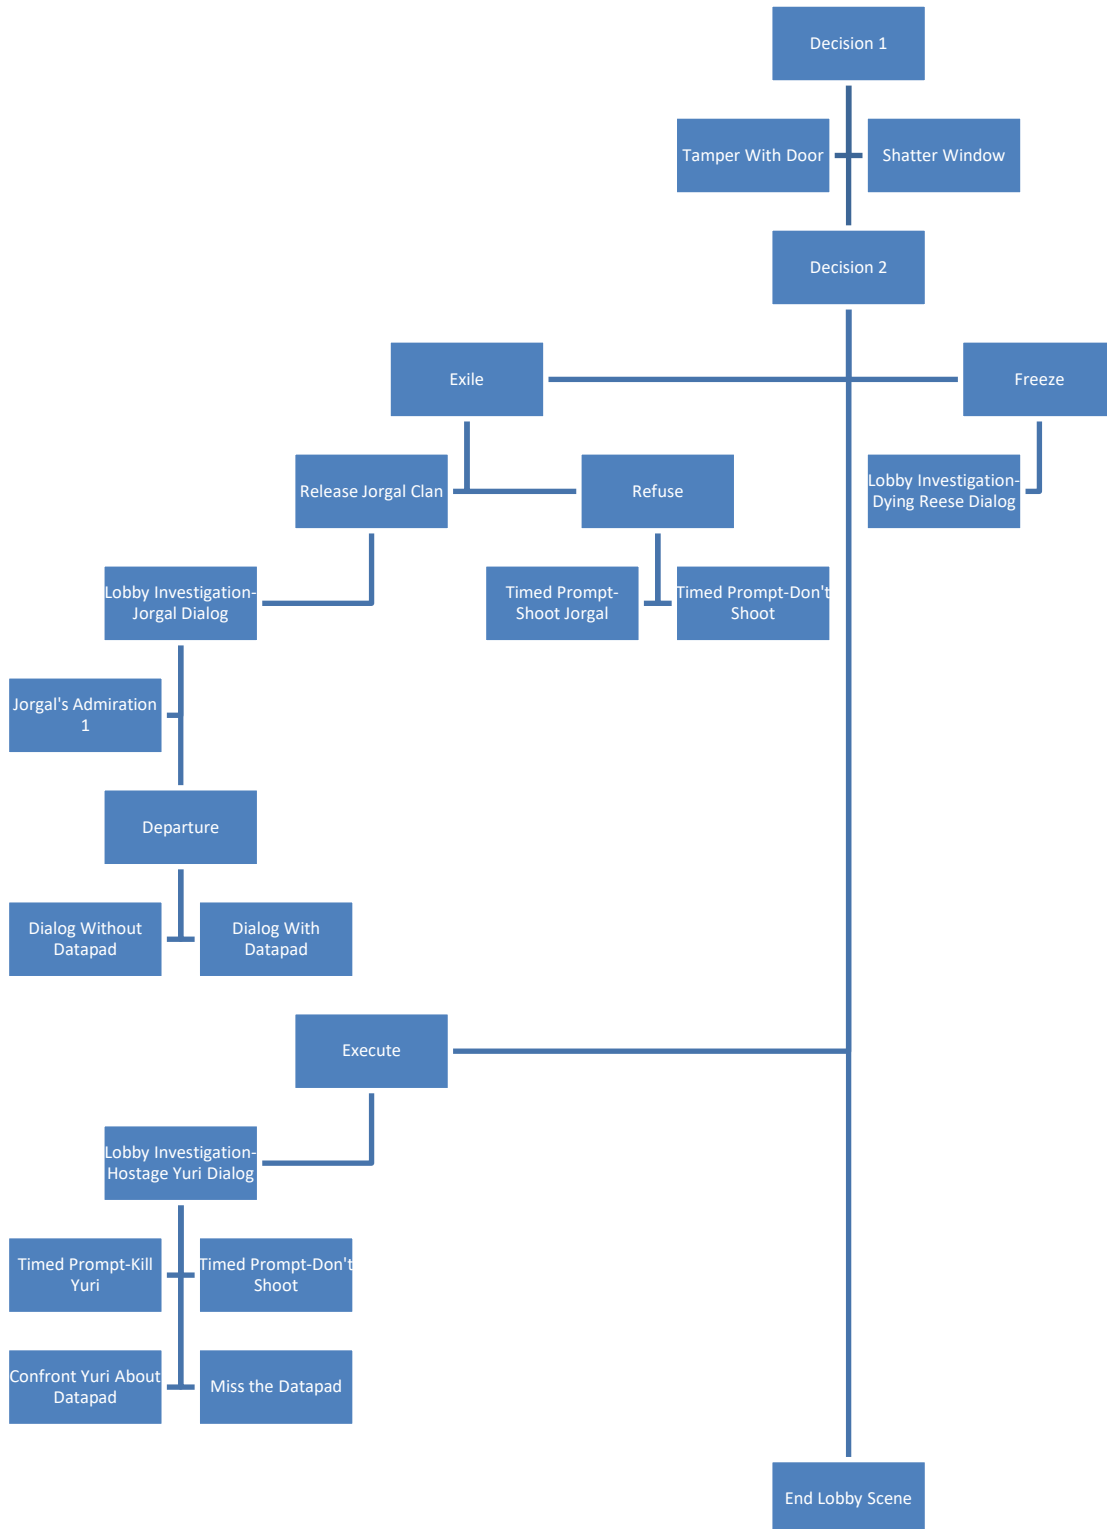 Decision 1
Tamper With Door
Shatter Window
Decision 2
Exile
Freeze
Release Jorgal Clan
Refuse
Lobby Investigation-
Dying Reese Dialog
Lobby Investigation-
Jorgal Dialog
Timed Prompt-
Shoot Jorgal
Timed Prompt-Don't
Shoot
Jorgal's Admiration
1
Departure
Dialog Without
Datapad
Dialog With
Datapad
Execute
Lobby Investigation-
Hostage Yuri Dialog
Timed Prompt-Kill
Yuri
Timed Prompt-Don't
Shoot
Confront Yuri About
Datapad
Miss the Datapad
End Lobby Scene